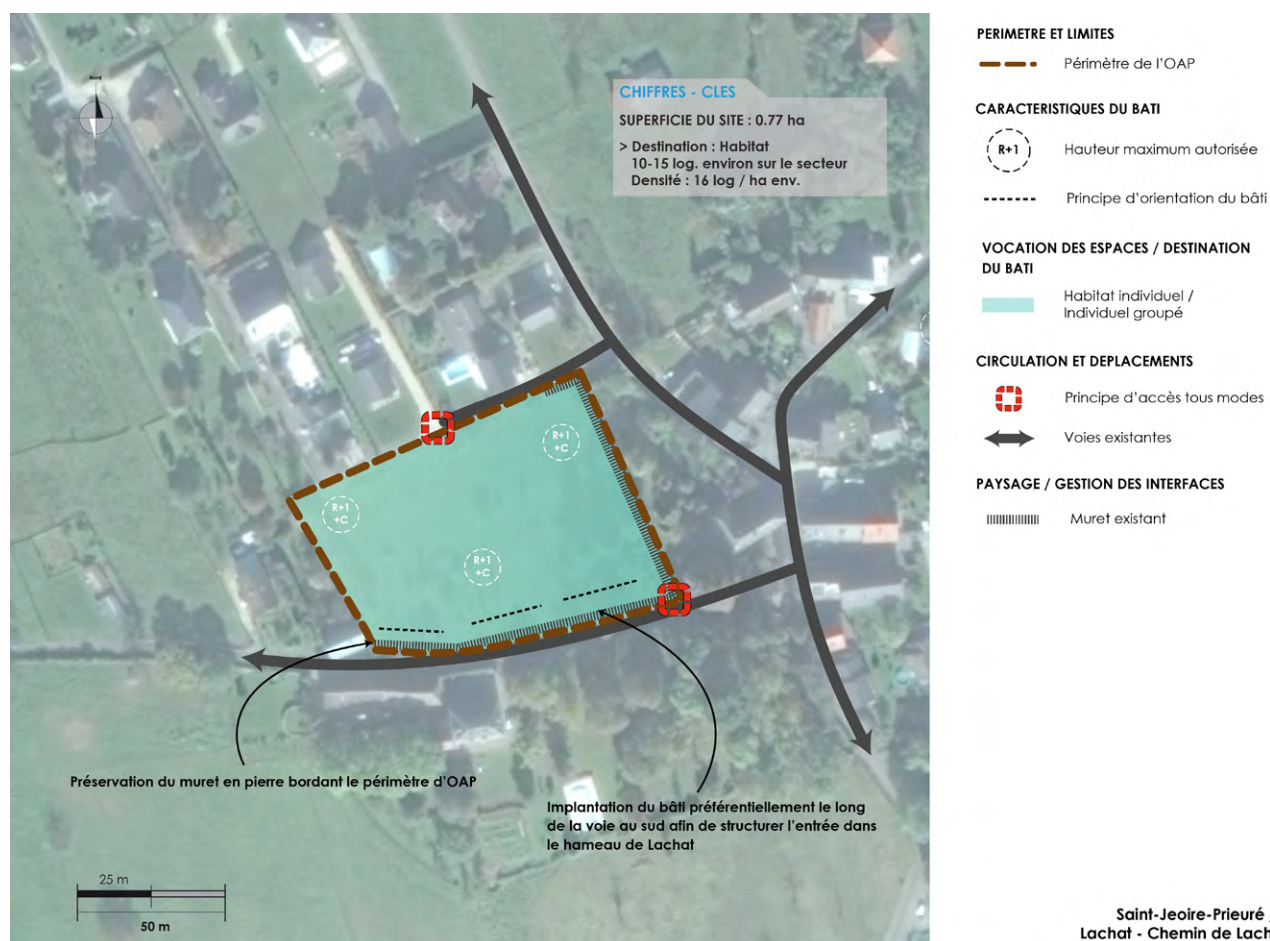 Nord
CHIFFRES - CLES
SUPERFICIE DU SITE : 0.77 ha
> Destination : Habitat
10-15 log. environ sur le secteur
Densité : 16 log / ha env.
R+1
+C
R+1
+C
R+1
+C
Préservation du muret en pierre bordant le périmètre d'OAP
Implantation du bâti préférentiellement le long
de la voie au sud afin de structurer l'entrée dans
le hameau de Lachat
25 m
50 m
PERIMETRE ET LIMITES
Périmètre de l'OAP
CARACTERISTIQUES DU BATI
R+1
Hauteur maximum autorisée
Principe d'orientation du bâti
VOCATION DES ESPACES / DESTINATION
DU BATI
Habitat individuel /
Individuel groupé
CIRCULATION ET DEPLACEMENTS
Principe d'accès tous modes
Voies existantes
PAYSAGE / GESTION DES INTERFACES
Muret existant
Saint-Jeoire-Prieuré /
Lachat - Chemin de Lach